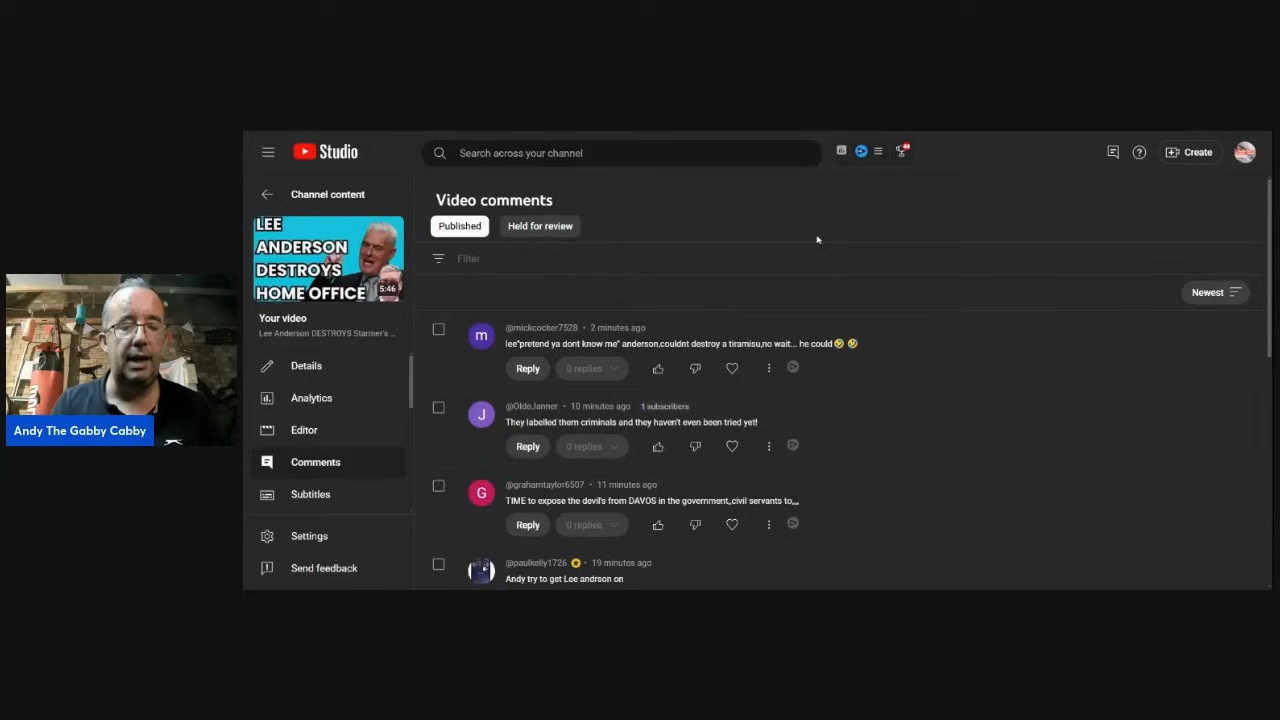 Studio
Search across your channel
Create
Channel content
LEE
ANDERSON
DESTROYS
HOME OFFICE
5:46
Your video
Lee Anderson DESTROYS Starmer's ...
Details
Analytics
Editor
Comments
Subtitles
Settings
Send feedback
Video comments
Published
Held for review
Filter
Newest
m
@mickcocker7528 • 2 minutes ago
lee"pretend ya dont know me" anderson,couldnt destroy a tiramisu,no wait... he could🤣🤣
Reply
0 replies
J
@OldeJanner • 10 minutes ago 1 subscribers
They labelled them criminals and they haven't even been tried yet!
Reply
0 replies
G
@grahamtaylor6507 • 11 minutes ago
TIME to expose the devil's from DAVOS in the government,,civil servants to,,,,
Reply
0 replies
@paulkelly1726 • 19 minutes ago
Andy try to get Lee andrson on
Andy The Gabby Cabby